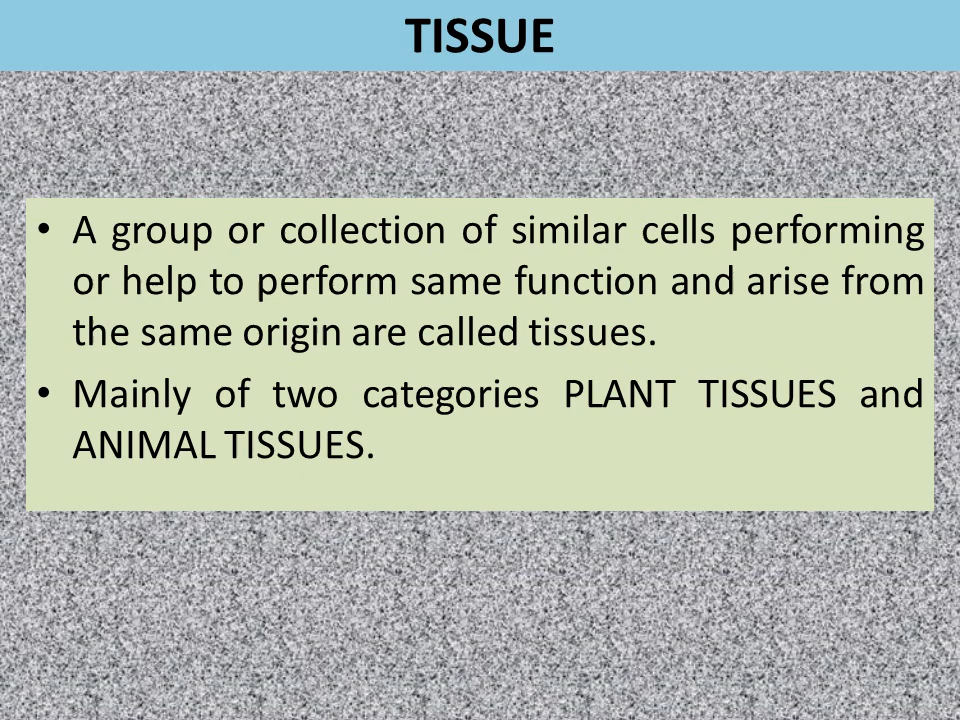 TISSUE
• A group or collection of similar cells performing
or help to perform same function and arise from
the same origin are called tissues.
• Mainly of two categories PLANT TISSUES and
ANIMAL TISSUES.